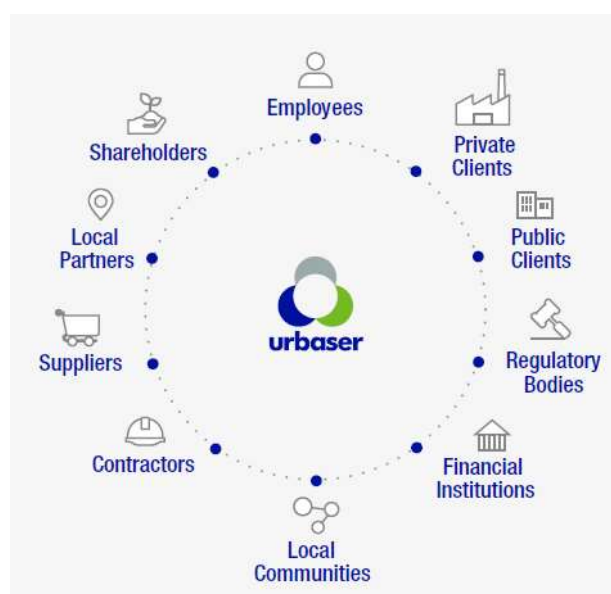 Employees
Private
Clients
Public
Clients
Regulatory
Bodies
Financial
Institutions
Local
Communities
Contractors
Suppliers
Local
Partners
Shareholders
urbaser